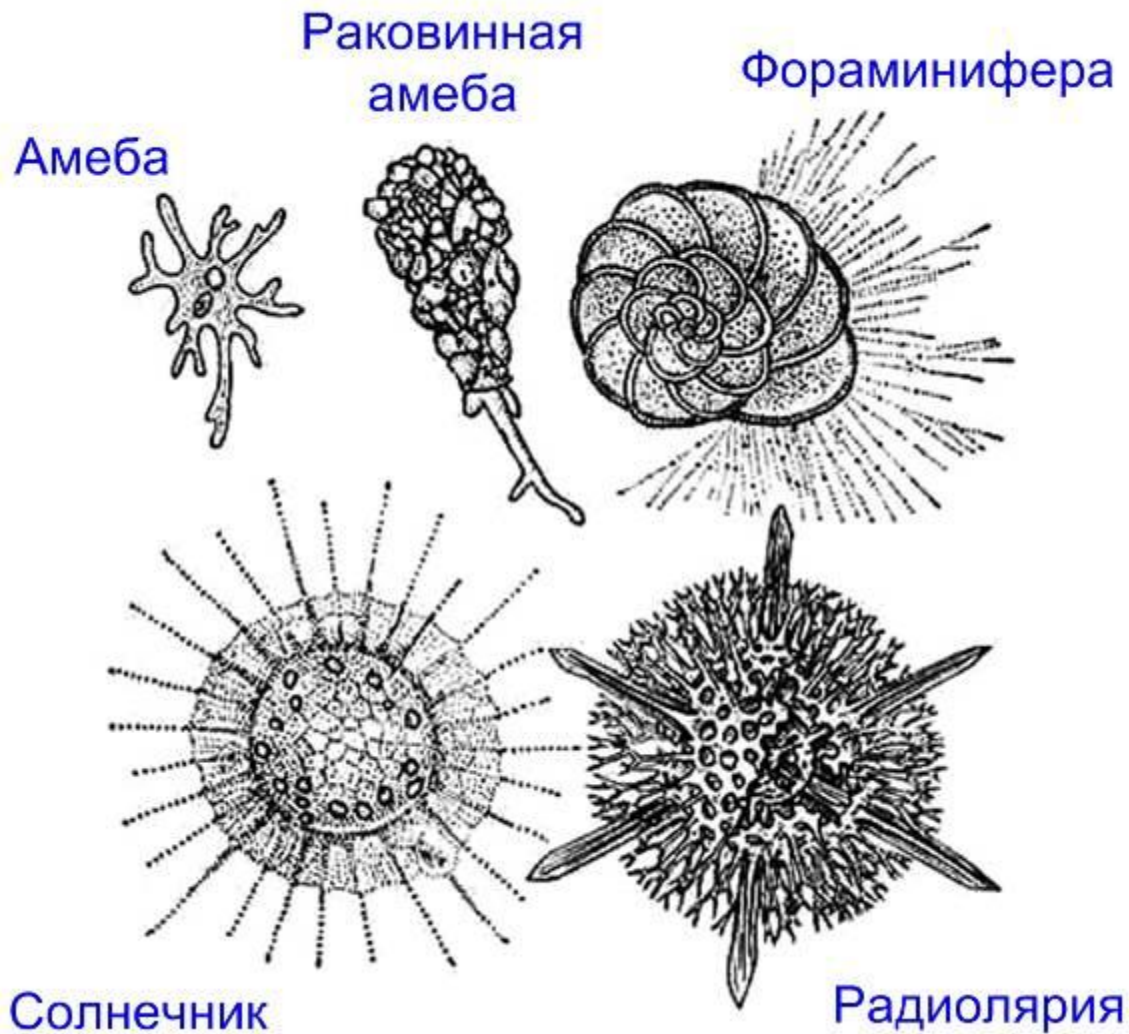 Раковинная
амеба
Фораминифера
Амеба
Солнечник
Радиолярия